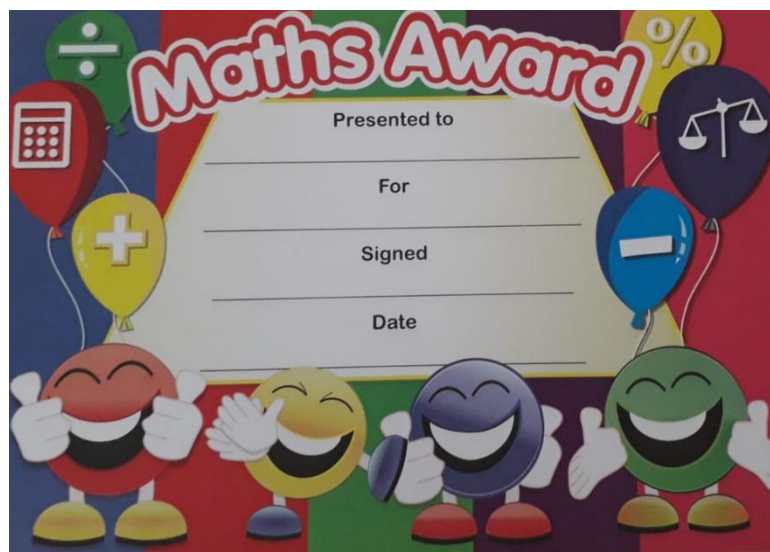 Maths Award
÷
%
Presented to
For
+
−
Signed
Date